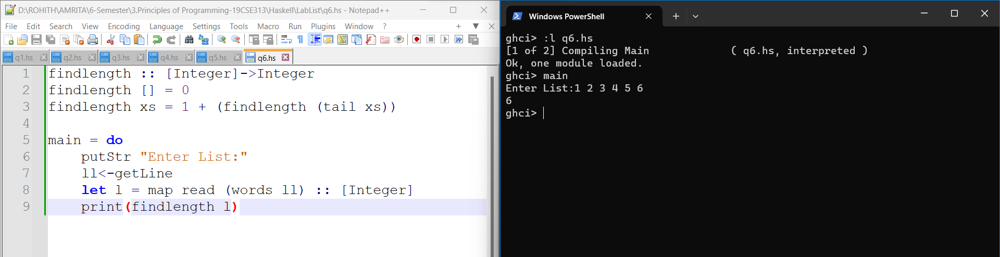 D:\ROHITH\AMRITA\6-Semester\3.Principles of Programming-19CSE313\Haskell\LabList\q6.hs - Notepad++
File Edit Search View Encoding Language Settings Tools Macro Run Plugins Window ?
q1.hs q2.hs q3.hs q4.hs q5.hs q6.hs
1 findlength :: [Integer]->Integer
2 findlength [] = 0
3 findlength xs = 1 + (findlength (tail xs))
4
5 main = do
6     putStr "Enter List:"
7     ll<-getLine
8     let l = map read (words ll) :: [Integer]
9     print(findlength l)
Windows PowerShell
ghci> :l q6.hs
[1 of 2] Compiling Main             ( q6.hs, interpreted )
Ok, one module loaded.
ghci> main
Enter List:1 2 3 4 5 6
6
ghci>